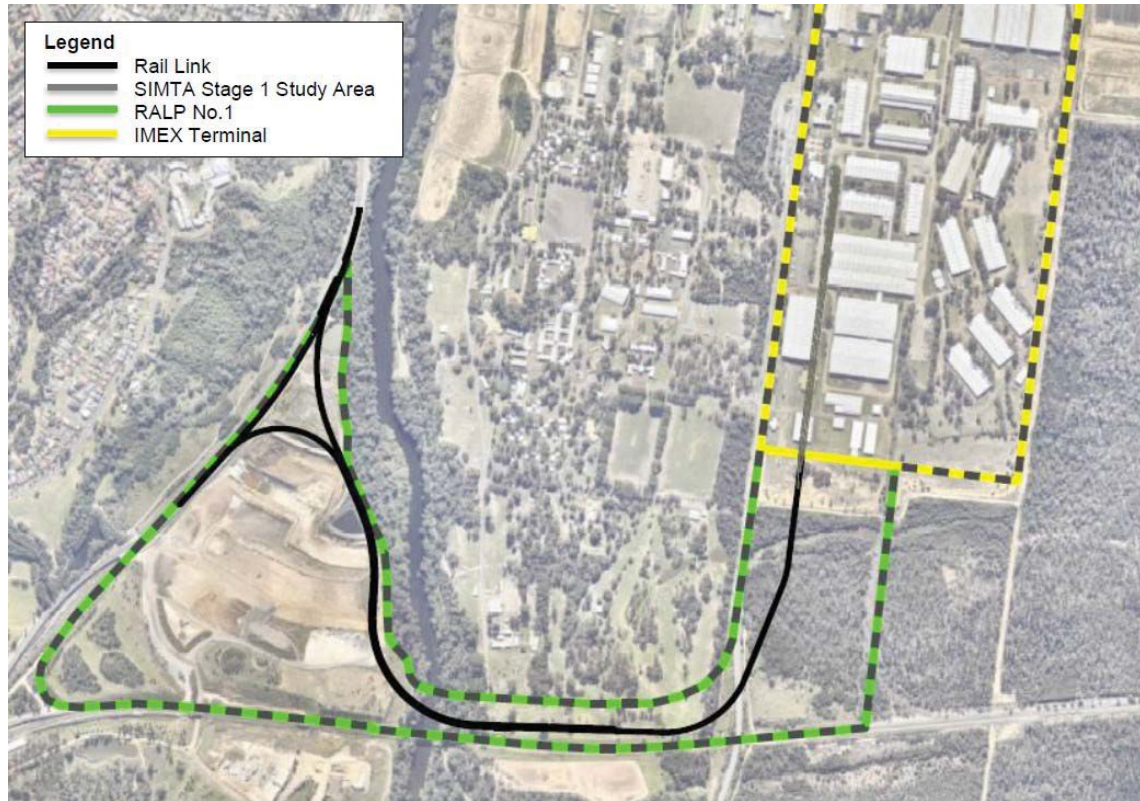 Legend
Rail Link
SIMTA Stage 1 Study Area
RALP No.1
IMEX Terminal